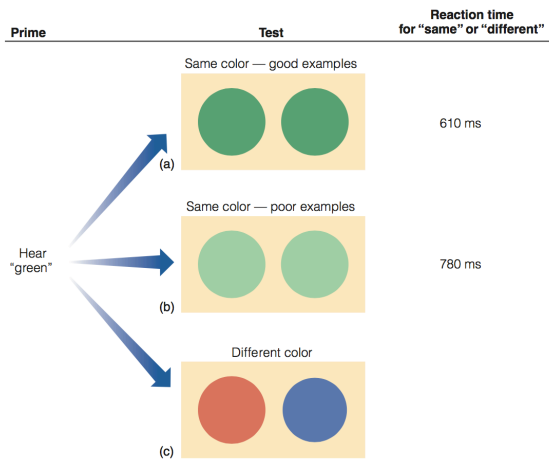 Prime
Test
Reaction time
for “same” or “different”
Same color — good examples
(a)
610 ms
Same color — poor examples
Hear
“green”
(b)
780 ms
Different color
(c)